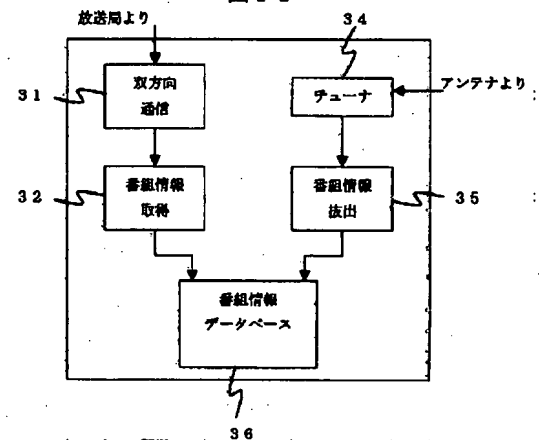 放送局より
34
31
双方向
通信
チューナ
アンテナより
32
番組情報
取得
番組情報
抜出
35
番組情報
データベース
36